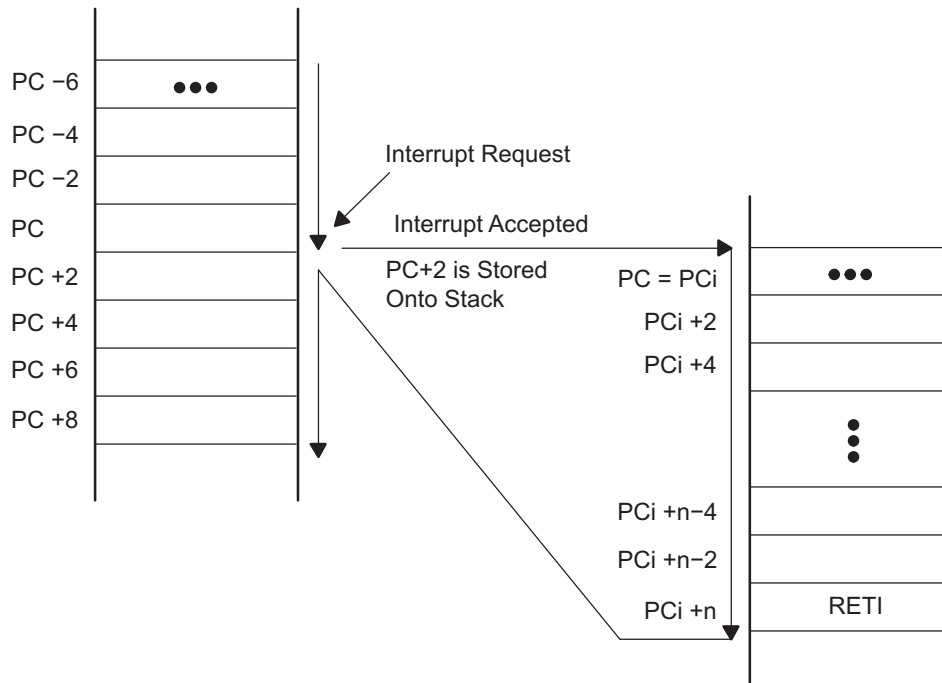 PC −6
PC −4
PC −2
PC
PC +2
PC +4
PC +6
PC +8
Interrupt Request
Interrupt Accepted
PC+2 is Stored
Onto Stack
PC = PCi
PCi +2
PCi +4
PCi +n−4
PCi +n−2
PCi +n
RETI